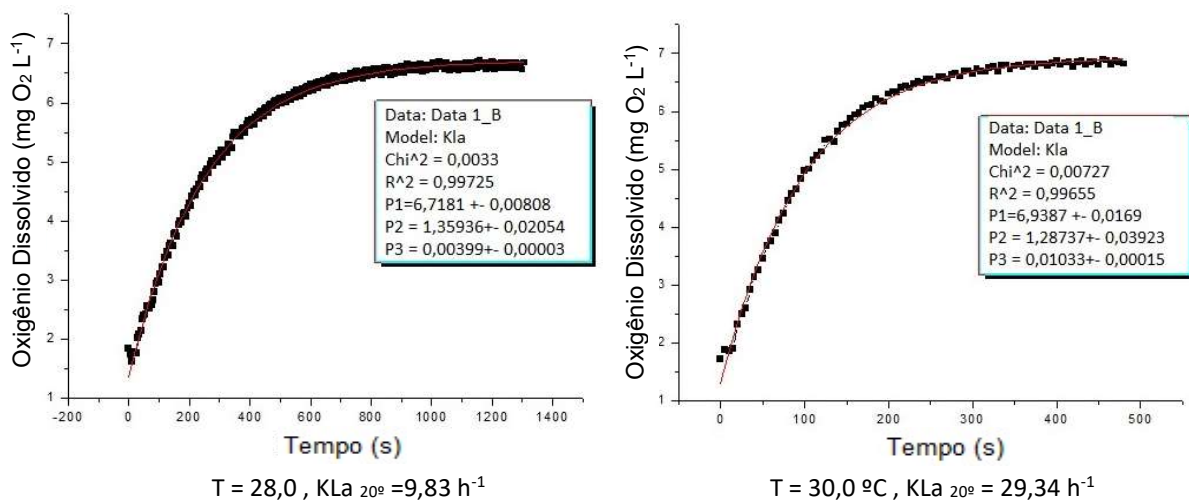 Oxigênio Dissolvido (mg O₂ L⁻¹)
7
6
5
4
3
2
1
-200 0 200 400 600 800 1000 1200 1400
Tempo (s)
Data: Data 1_B
Model: Kla
Chi^2 = 0,0033
R^2 = 0,99725
P1=6,7181 +- 0,00808
P2 = 1,35936+- 0,02054
P3 = 0,00399+- 0,00003
T = 28,0 , KLa 20º =9,83 h⁻¹
Oxigênio Dissolvido (mg O₂ L⁻¹)
7
6
5
4
3
2
1
0 100 200 300 400 500
Tempo (s)
Data: Data 1_B
Model: Kla
Chi^2 = 0,00727
R^2 = 0,99655
P1=6,9387 +- 0,0169
P2 = 1,28737+- 0,03923
P3 = 0,01033+- 0,00015
T = 30,0 ºC , KLa 20º = 29,34 h⁻¹